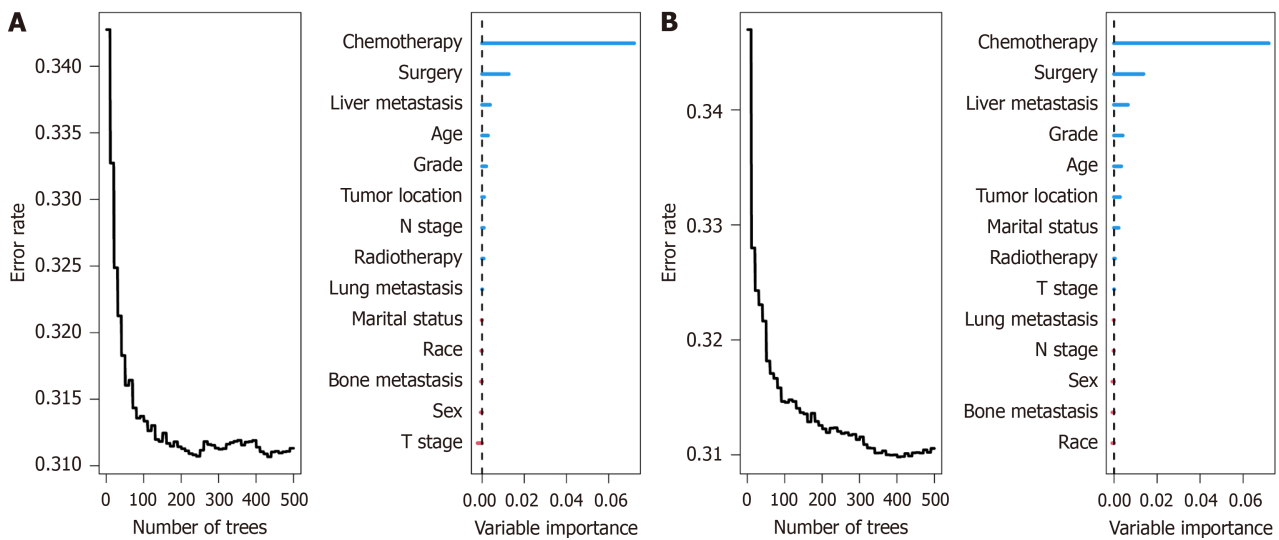 A
Error rate
0.340
0.335
0.330
0.325
0.320
0.315
0.310
0 100 200 300 400 500
Number of trees
Chemotherapy
Surgery
Liver metastasis
Age
Grade
Tumor location
N stage
Radiotherapy
Lung metastasis
Marital status
Race
Bone metastasis
Sex
T stage
0.00 0.02 0.04 0.06
Variable importance
B
Error rate
0.34
0.33
0.32
0.31
0 100 200 300 400 500
Number of trees
Chemotherapy
Surgery
Liver metastasis
Grade
Age
Tumor location
Marital status
Radiotherapy
T stage
Lung metastasis
N stage
Sex
Bone metastasis
Race
0.00 0.02 0.04 0.06
Variable importance